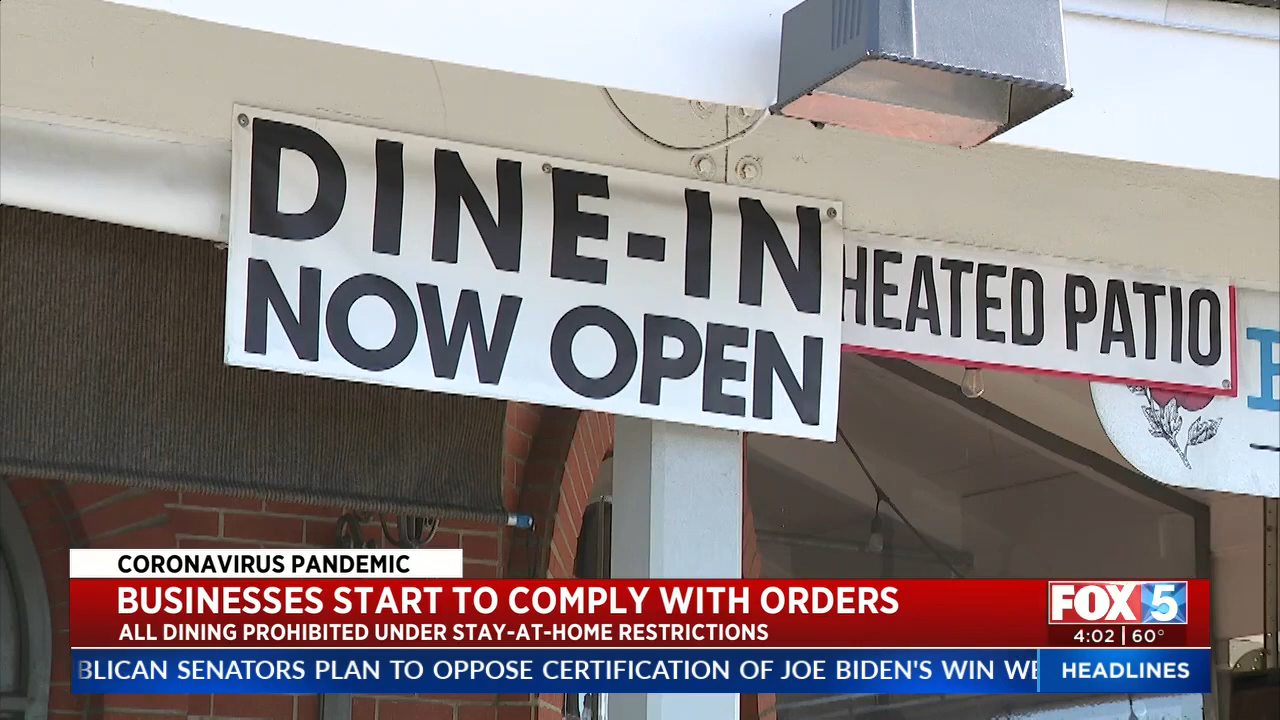 DINE-IN
NOW OPEN
HEATED PATIO
CORONAVIRUS PANDEMIC
BUSINESSES START TO COMPLY WITH ORDERS
ALL DINING PROHIBITED UNDER STAY-AT-HOME RESTRICTIONS
FOX 5
4:02 | 60°
BLICAN SENATORS PLAN TO OPPOSE CERTIFICATION OF JOE BIDEN'S WIN WE
HEADLINES